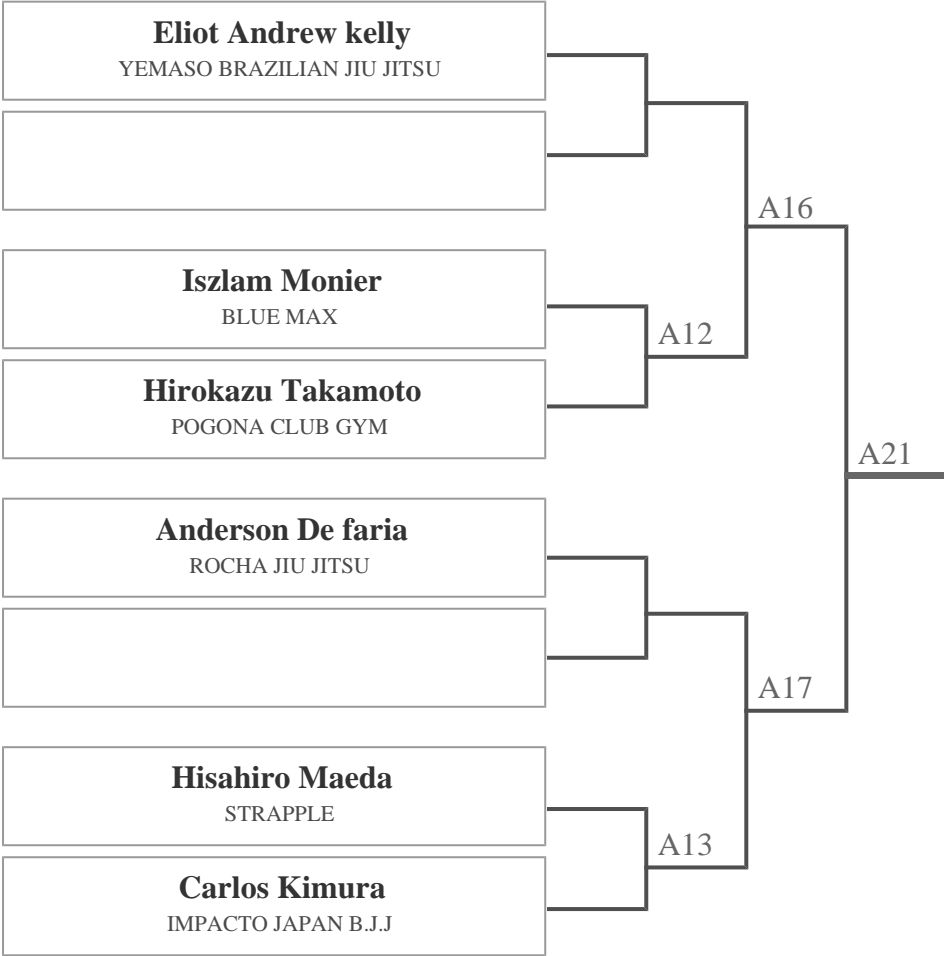 Eliot Andrew kelly
YEMASO BRAZILIAN JIU JITSU
A16
Iszlam Monier
BLUE MAX
A12
Hirokazu Takamoto
POGONA CLUB GYM
A21
Anderson De faria
ROCHA JIU JITSU
A17
Hisahiro Maeda
STRAPPLE
A13
Carlos Kimura
IMPACTO JAPAN B.J.J